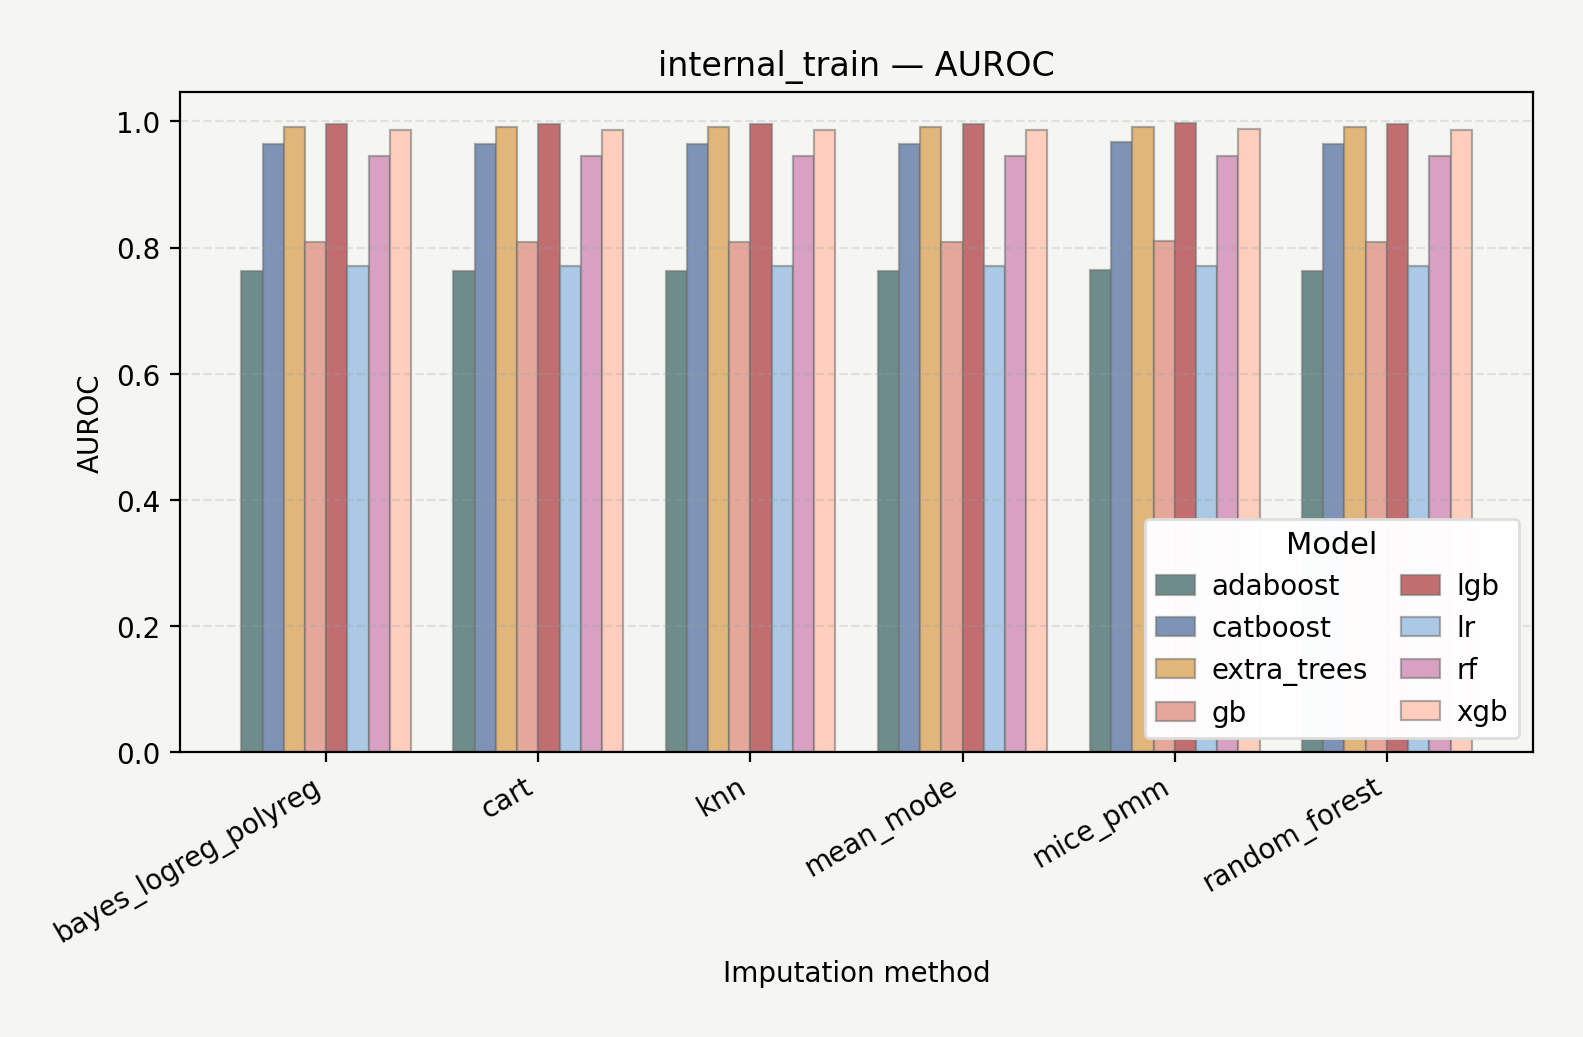 internal_train — AUROC
AUROC
1.0
0.8
0.6
0.4
0.2
0.0
Model
adaboost
catboost
extra_trees
gb
lgb
lr
rf
xgb
bayes_logreg_polyreg
cart
knn
mean_mode
mice_pmm
random_forest
Imputation method